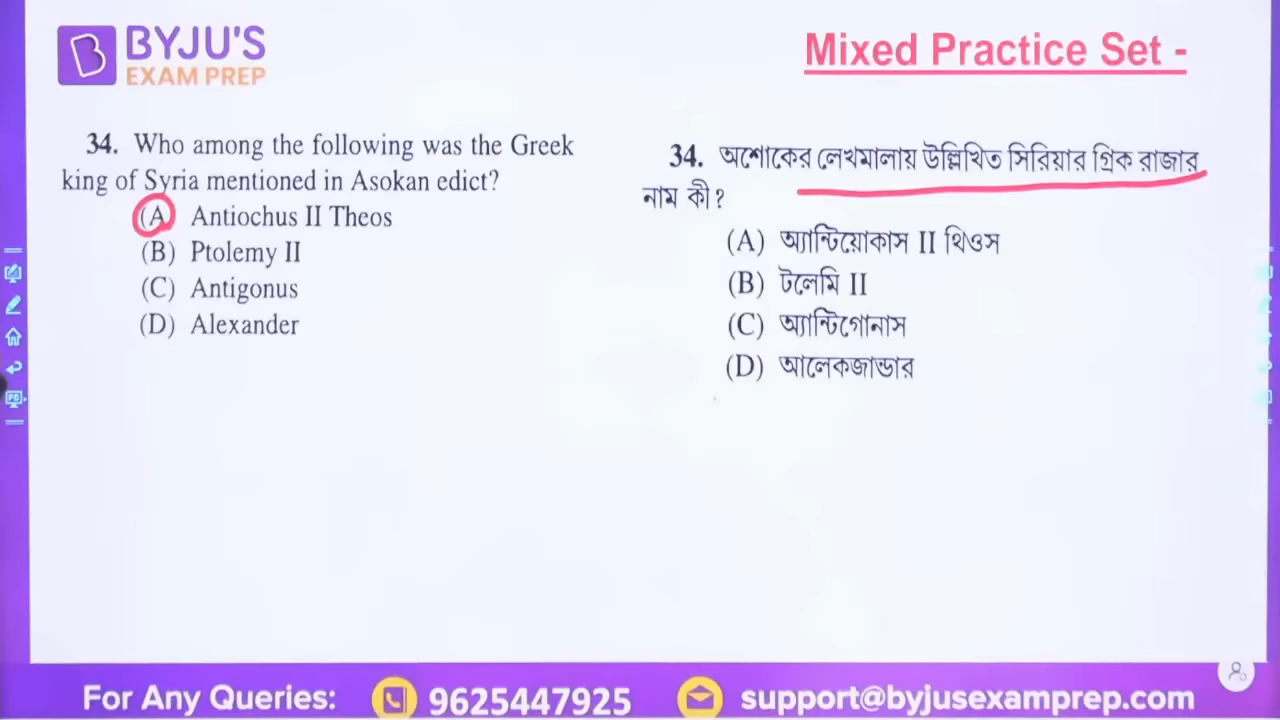 BYJU'S
EXAM PREP
Mixed Practice Set -
34. Who among the following was the Greek
king of Syria mentioned in Asokan edict?
(A) Antiochus II Theos
(B) Ptolemy II
(C) Antigonus
(D) Alexander
34. অশোকের লেখমালায় উল্লিখিত সিরিয়ার গ্রিক রাজার
নাম কী?
(A) অ্যান্টিয়োকাস II থিওস
(B) টলেমি II
(C) অ্যান্টিগোনাস
(D) আলেকজান্ডার
For Any Queries: 9625447925 support@byjusexamprep.com